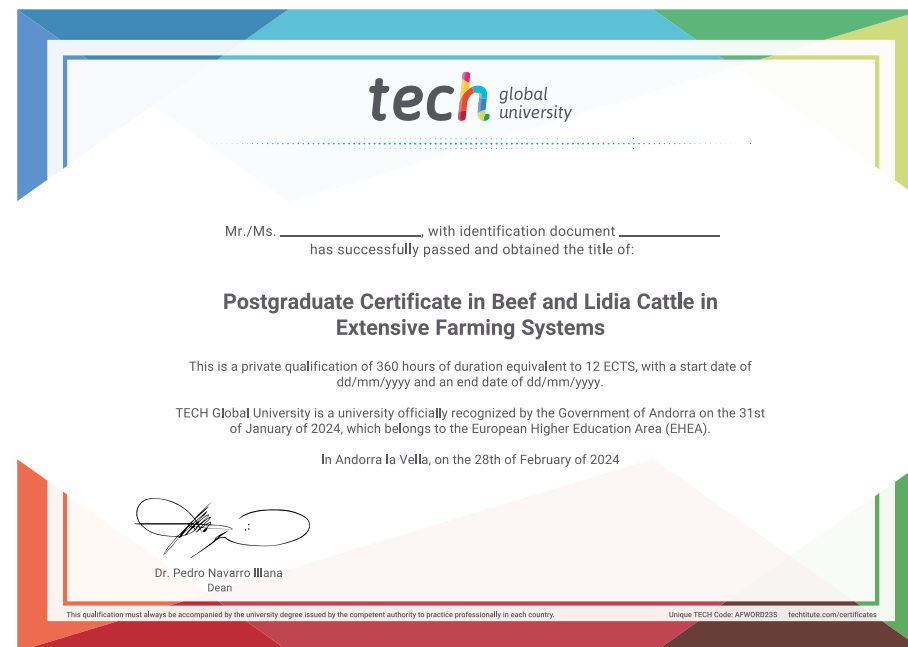 tech global
university
Mr./Ms. ____________________, with identification document ______________
has successfully passed and obtained the title of:
Postgraduate Certificate in Beef and Lidia Cattle in
Extensive Farming Systems
This is a private qualification of 360 hours of duration equivalent to 12 ECTS, with a start date of
dd/mm/yyyy and an end date of dd/mm/yyyy.
TECH Global University is a university officially recognized by the Government of Andorra on the 31st
of January of 2024, which belongs to the European Higher Education Area (EHEA).
In Andorra la Vella, on the 28th of February of 2024
Dr. Pedro Navarro Illana
Dean
This qualification must always be accompanied by the university degree issued by the competent authority to practice professionally in each country. Unique TECH Code: AFWORD23S techtitute.com/certificates